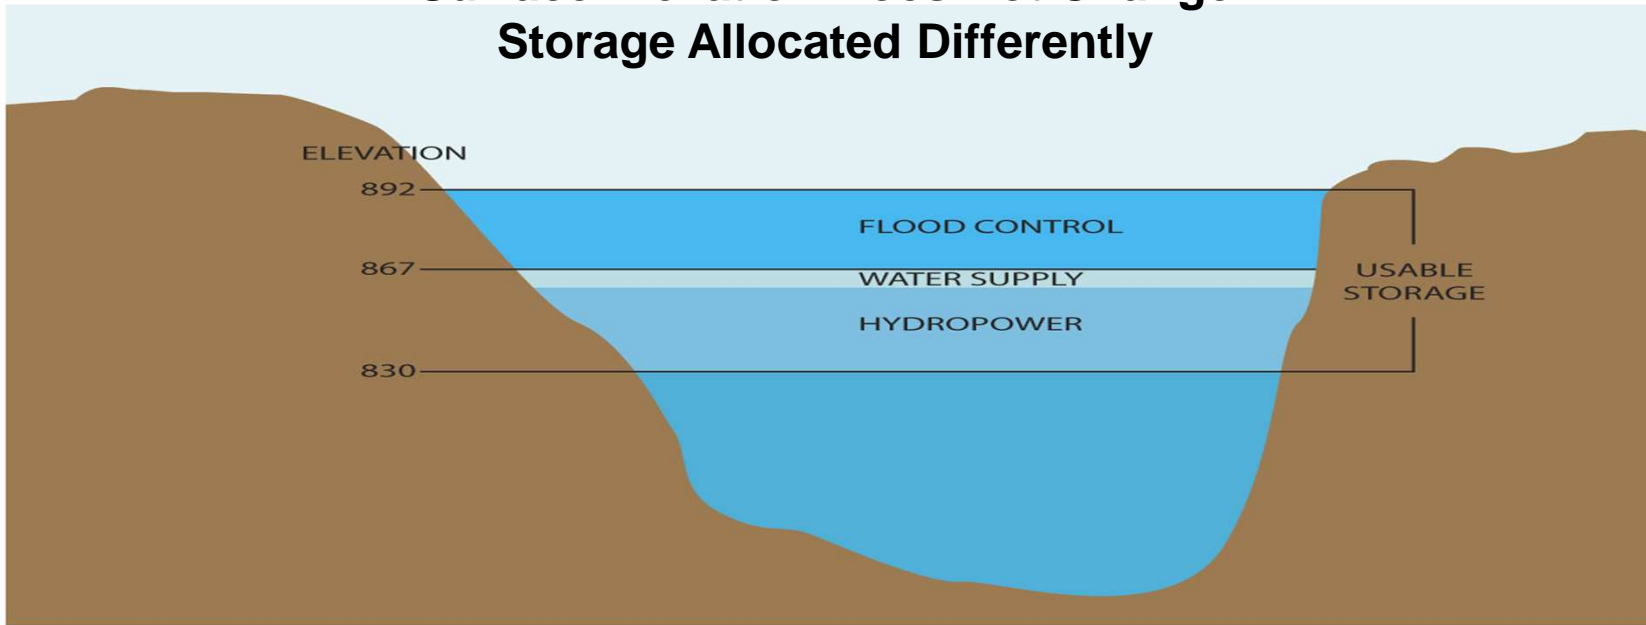 Storage Allocated Differently
ELEVATION
892
FLOOD CONTROL
867
WATER SUPPLY
USABLE
STORAGE
HYDROPOWER
830